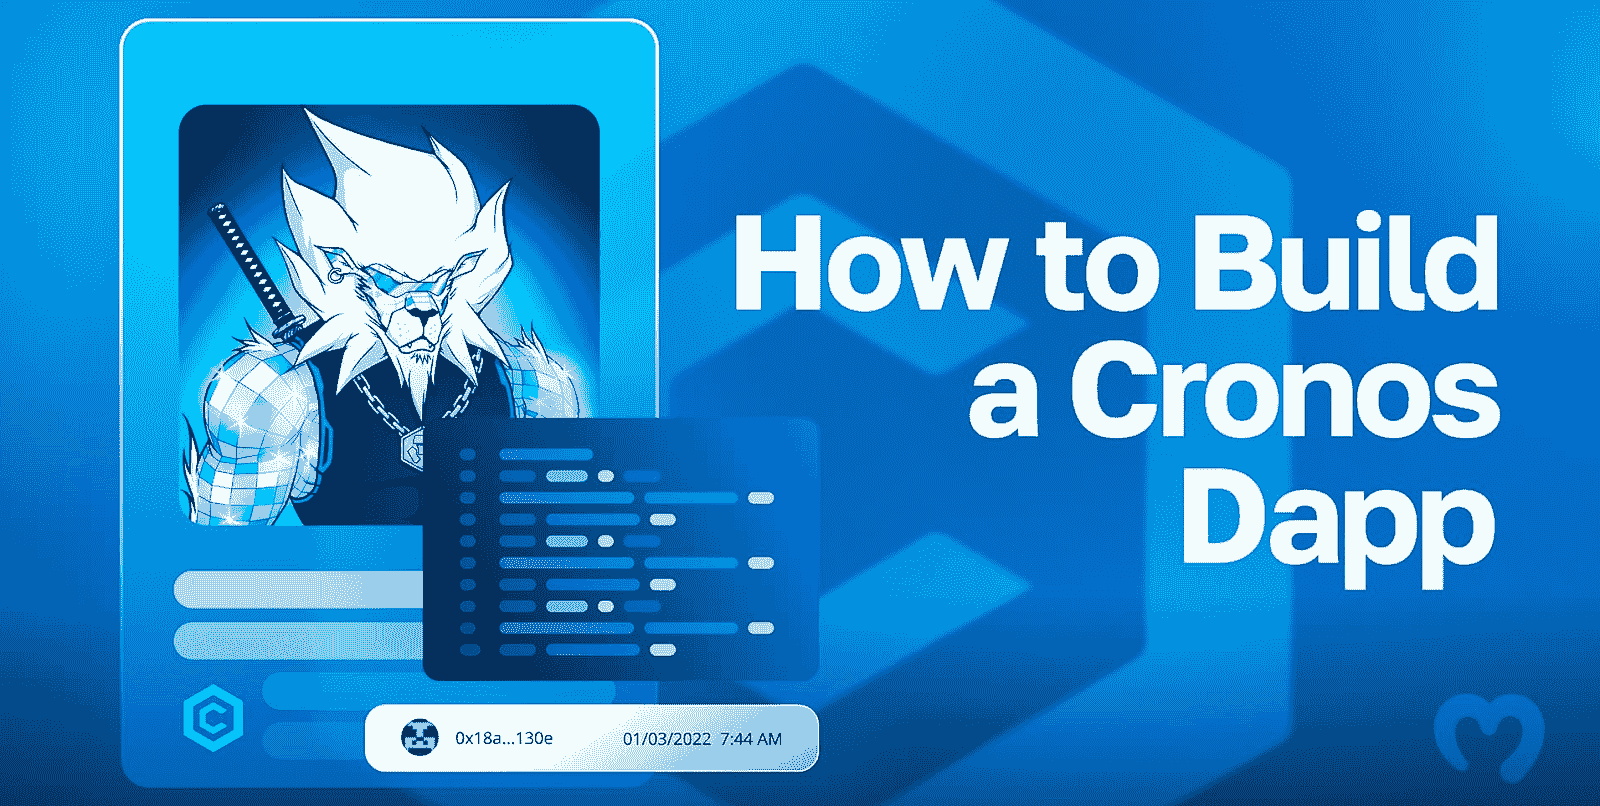 How to Build
a Cronos
Dapp
0x18a...130e
01/03/2022 7:44 AM